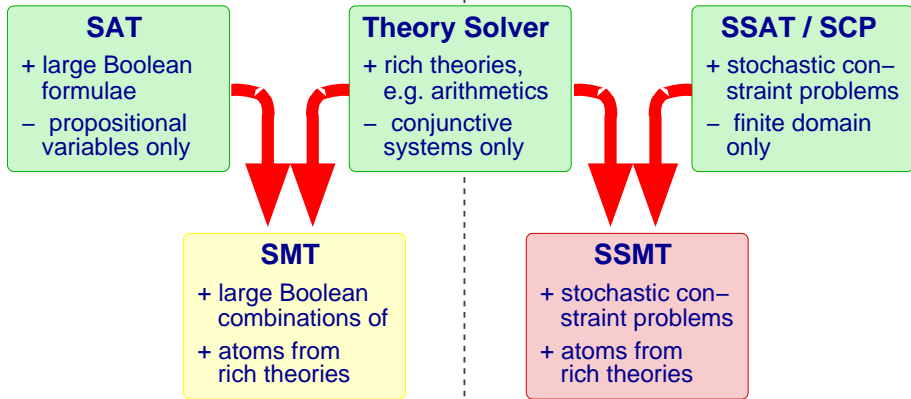 SAT
+ large Boolean
formulae
− propositional
variables only
Theory Solver
+ rich theories,
e.g. arithmetics
− conjunctive
systems only
SSAT / SCP
+ stochastic con−
straint problems
− finite domain
only
SMT
+ large Boolean
combinations of
+ atoms from
rich theories
SSMT
+ stochastic con−
straint problems
+ atoms from
rich theories